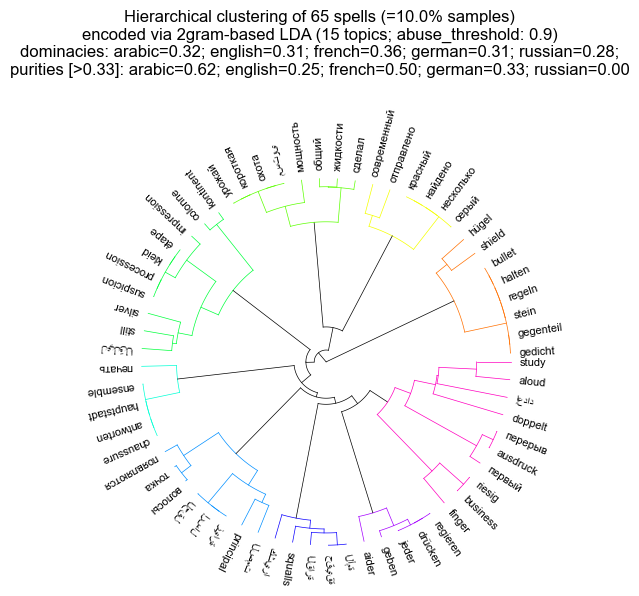 Hierarchical clustering of 65 spells (=10.0% samples)
encoded via 2gram-based LDA (15 topics; abuse_threshold: 0.9)
dominacies: arabic=0.32; english=0.31; french=0.36; german=0.31; russian=0.28;
purities [>0.33]: arabic=0.62; english=0.25; french=0.50; german=0.33; russian=0.00
современный
отправлено
красный
найдено
несколько
серый
hügel
shield
bullet
halten
regeln
stein
gegenteil
gedicht
study
aloud
doppelt
перерыв
ausdruck
первый
riesig
business
finger
regieren
drücken
jeder
geben
aider
squalls
principal
волосы
точка
появляются
chaussure
antworten
hauptstadt
ensemble
печать
still
silver
suspicion
procession
kleid
étape
impression
colonne
kontinent
урожай
короткая
охота
мощность
общий
жидкости
сделал